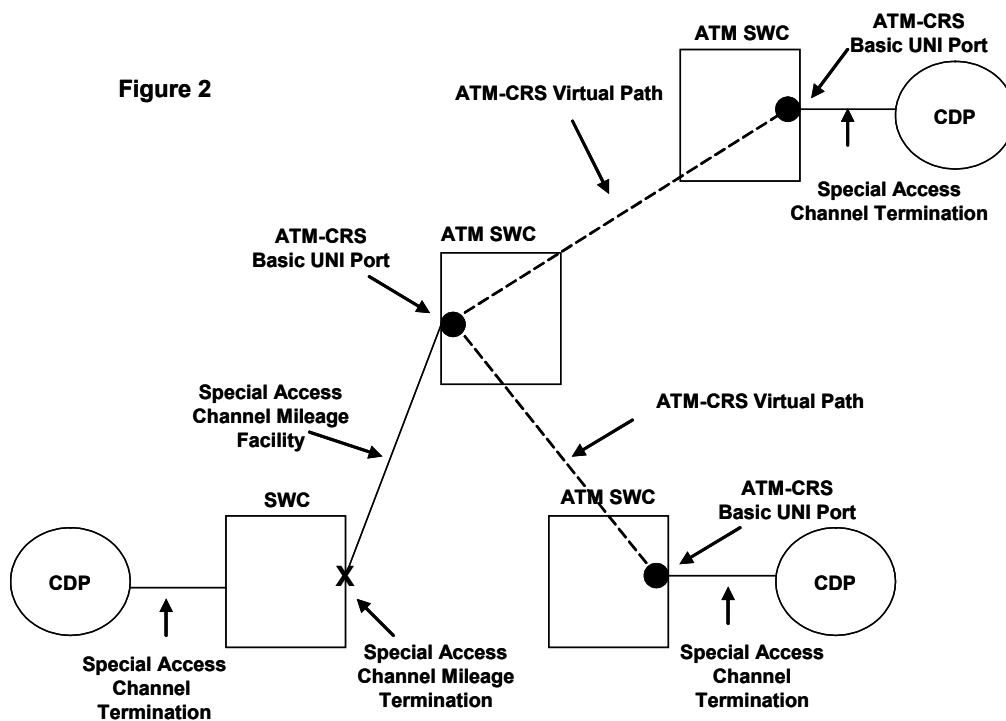 ATM-CRS
Basic UNI Port
ATM SWC
Figure 2
ATM-CRS Virtual Path
CDP
Special Access
Channel Termination
ATM-CRS
Basic UNI Port
ATM SWC
Special Access
Channel Mileage
Facility
ATM-CRS Virtual Path
SWC
ATM SWC
ATM-CRS
Basic UNI Port
CDP
X
CDP
Special Access
Channel
Termination
Special Access
Channel Mileage
Termination
Special Access
Channel
Termination